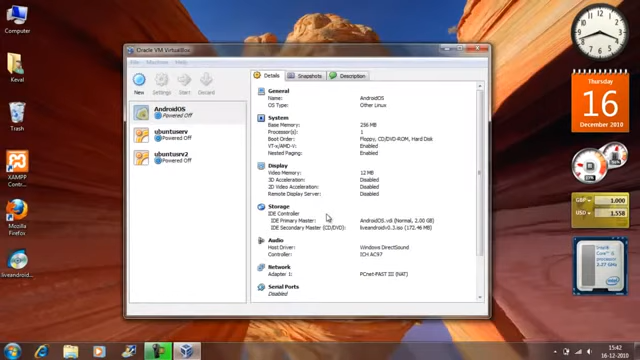 Computer
Keval
Trash
XAMPP
Contr...
Mozilla
Firefox
liveandroi...
Oracle VM VirtualBox
File Machine Help
New Settings Start Discard
AndroidOS
Powered Off
ubuntuserv
Powered Off
ubuntusrv2
Powered Off
Details Snapshots Description
General
Name: AndroidOS
OS Type: Other Linux
System
Base Memory: 256 MB
Processor(s): 1
Boot Order: Floppy, CD/DVD-ROM, Hard Disk
VT-x/AMD-V: Enabled
Nested Paging: Enabled
Display
Video Memory: 12 MB
3D Acceleration: Disabled
2D Video Acceleration: Disabled
Remote Display Server: Disabled
Storage
IDE Controller
IDE Primary Master: AndroidOS.vdi (Normal, 2.00 GB)
IDE Secondary Master (CD/DVD): liveandroidv0.3.iso (172.46 MB)
Audio
Host Driver: Windows DirectSound
Controller: ICH AC97
Network
Adapter 1: PCnet-FAST III (NAT)
Serial Ports
Disabled
Thursday
16
December 2010
GBP 1.000
USD 1.558
15:42
16-12-2010